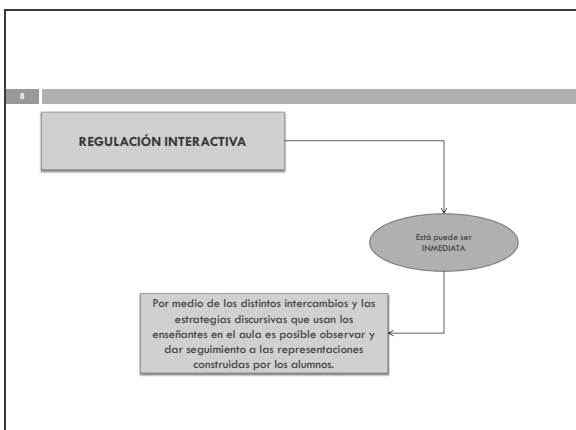 8
REGULACIÓN INTERACTIVA
Está puede ser
INMEDIATA
Por medio de los distintos intercambios y las
estrategias discursivas que usan los
enseñantes en el aula es posible observar y
dar seguimiento a las representaciones
construidas por los alumnos.